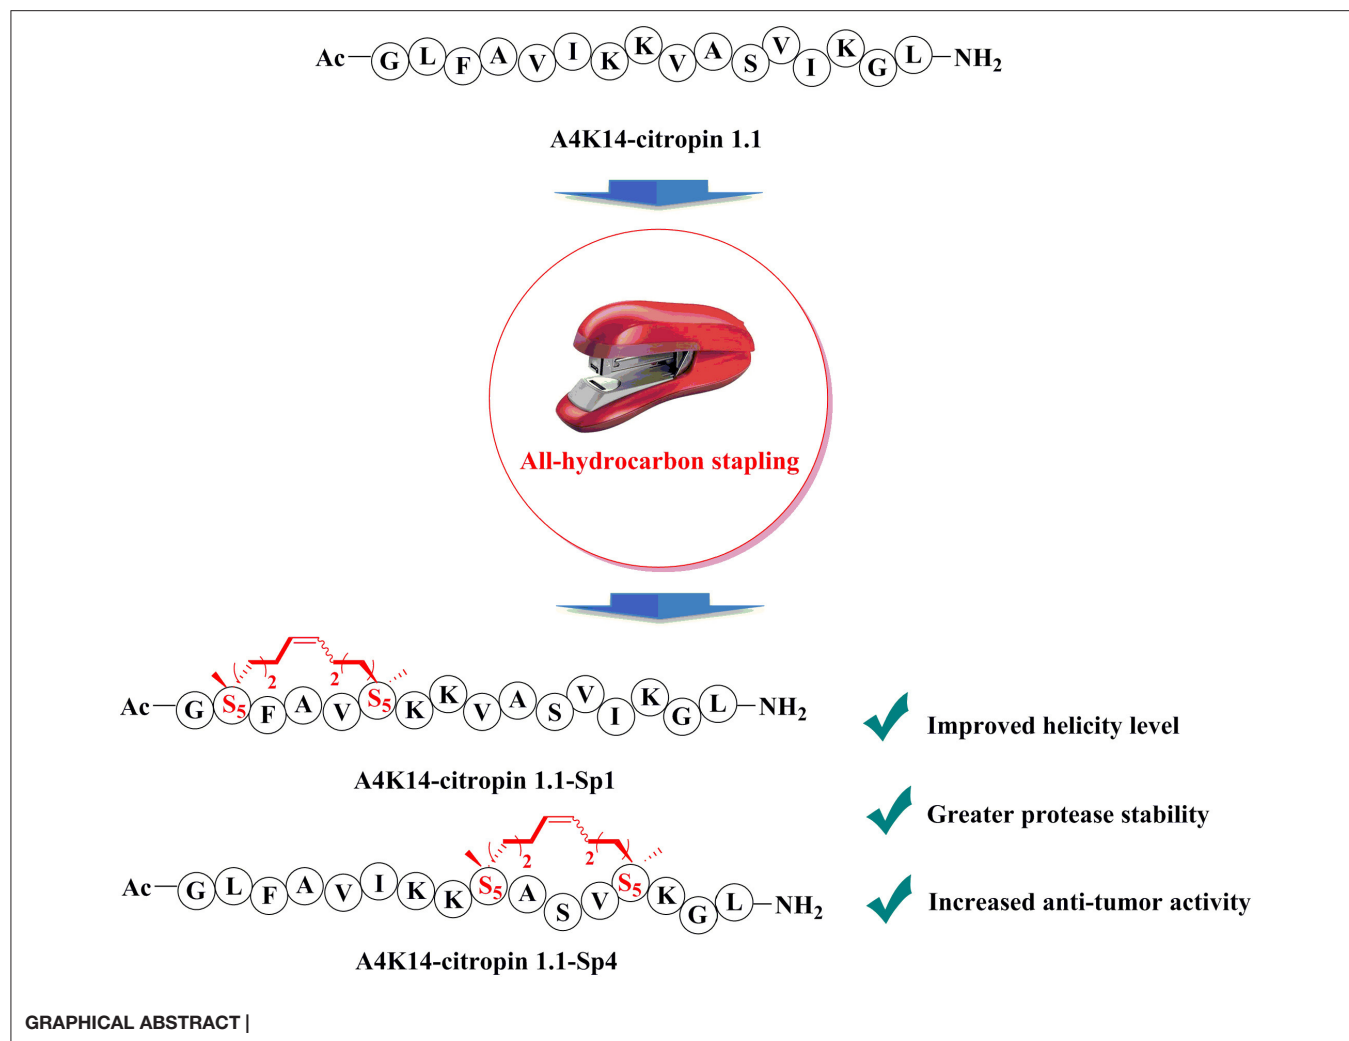 Ac—G L F A V I K K V A S V I K G L—NH2
A4K14-citropin 1.1
All-hydrocarbon stapling
2 2
Ac—G S5 F A V S5 K K V A S V I K G L—NH2
A4K14-citropin 1.1-Sp1
2 2
Ac—G L F A V I K K S5 A S V S5 K G L—NH2
A4K14-citropin 1.1-Sp4
Improved helicity level
Greater protease stability
Increased anti-tumor activity
GRAPHICAL ABSTRACT |